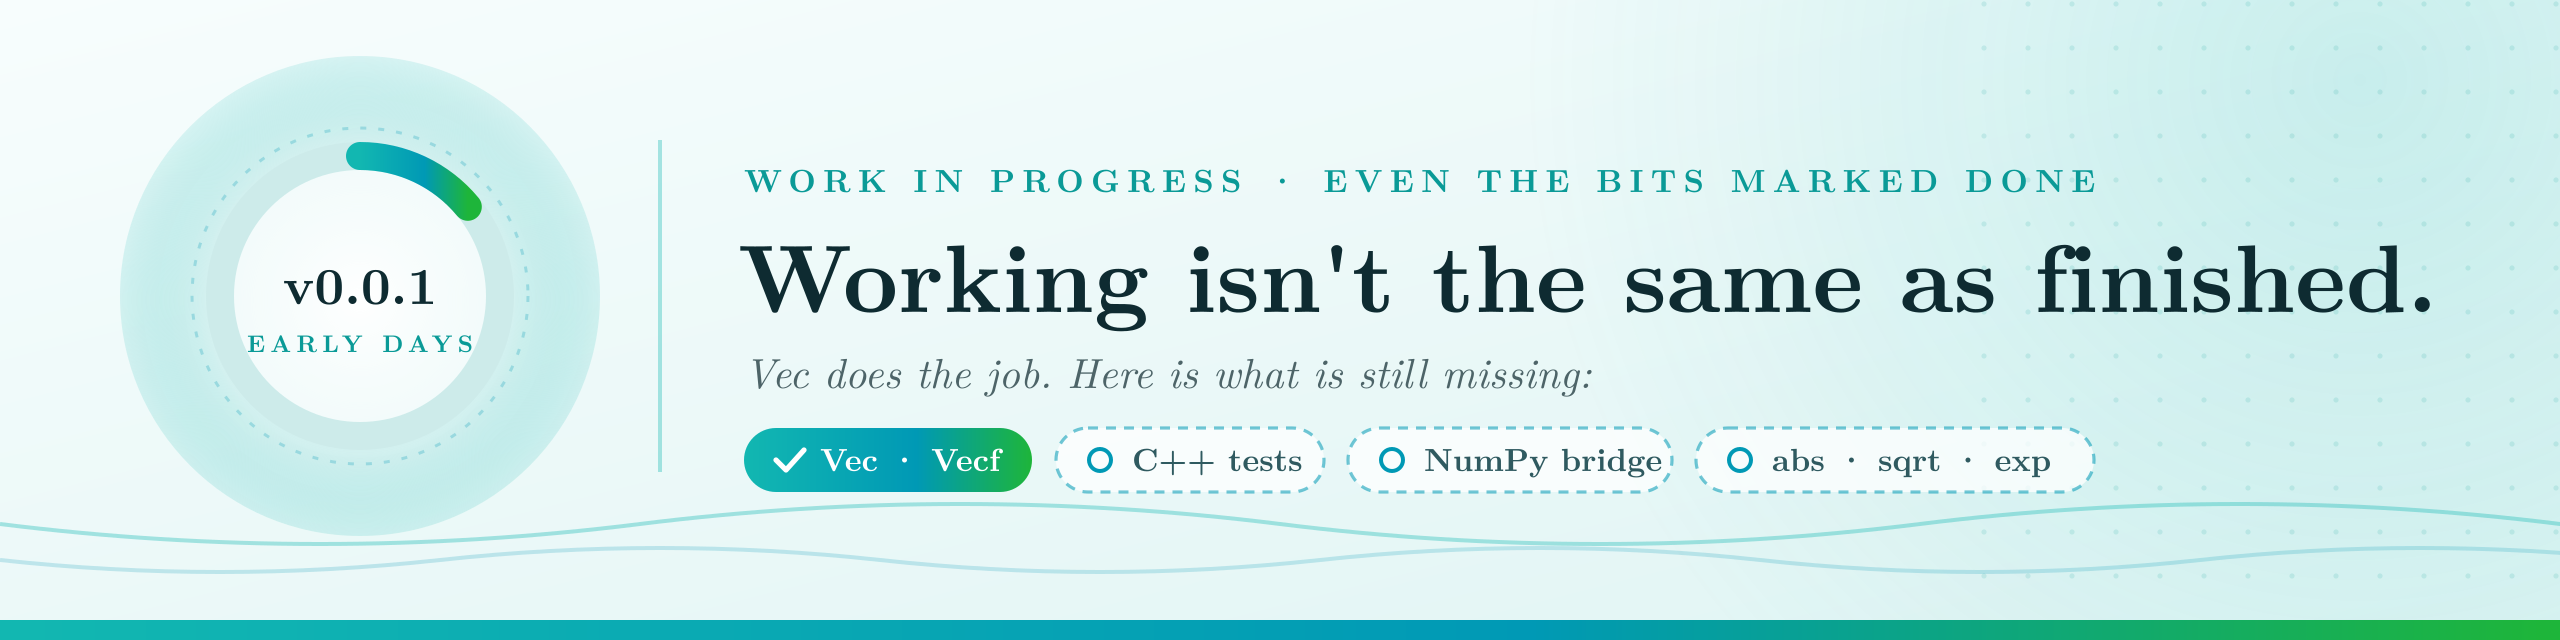 v0.0.1
EARLY DAYS
WORK IN PROGRESS · EVEN THE BITS MARKED DONE
Working isn't the same as finished.
Vec does the job. Here is what is still missing:
Vec · Vecf
C++ tests
NumPy bridge
abs · sqrt · exp